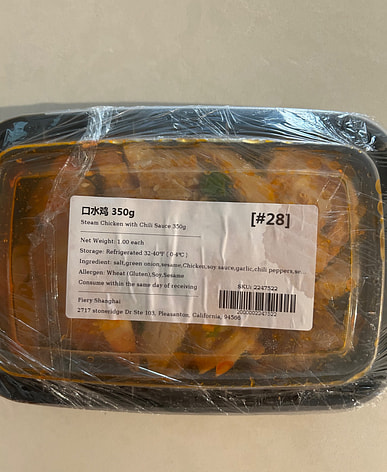 口水鸡 350g
[#28]
Steam Chicken with Chili Sauce 350g
Net Weight: 1.00 each
Storage: Refrigerated 32-40°F ( 0-4°C )
Ingredient: salt,green onion,sesame,Chicken,soy sauce,garlic,chili peppers,se
Allergen: Wheat (Gluten),Soy,Sesame
Consume within the same day of receiving
SKU: 2247522
Fiery Shanghai
2717 stoneridge Dr Ste 103, Pleasanton, California, 94566
2000002247522